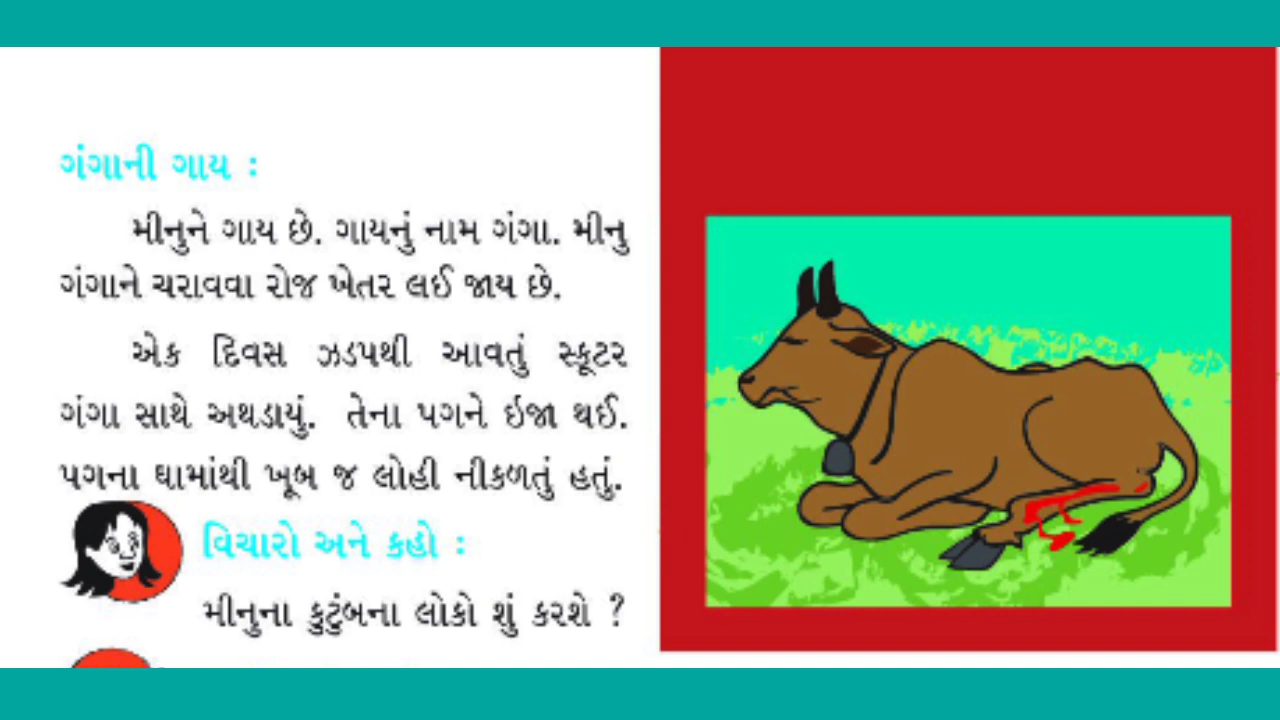 ગંગાની ગાય :
મીનુને ગાય છે. ગાયનું નામ ગંગા. મીનુ
ગંગાને ચરાવવા રોજ ખેતર લઈ જાય છે.
એક દિવસ ઝડપથી આવતું સ્કૂટર
ગંગા સાથે અથડાયું. તેના પગને ઇજા થઈ.
પગના ઘામાંથી ખૂબ જ લોહી નીકળતું હતું.
વિચારો અને કહો :
મીનુના કુટુંબના લોકો શું કરશે ?